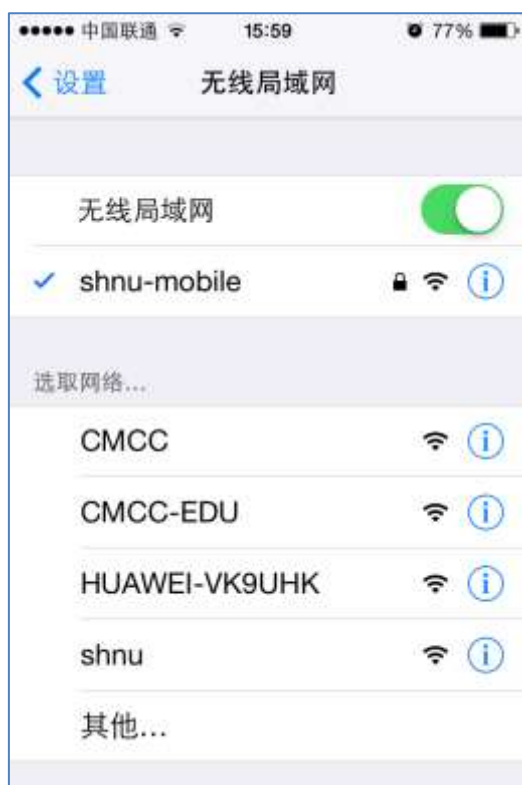 中国联通 15:59 77%
设置 无线局域网
无线局域网
shnu-mobile
选取网络...
CMCC
CMCC-EDU
HUAWEI-VK9UHK
shnu
其他...